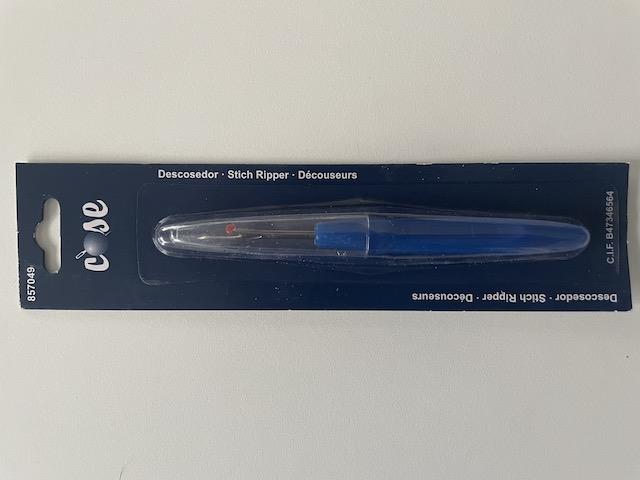 Descosedor · Stich Ripper · Découseurs
cose
857049
C.I.F. B47346564
Descosedor · Stich Ripper · Découseurs